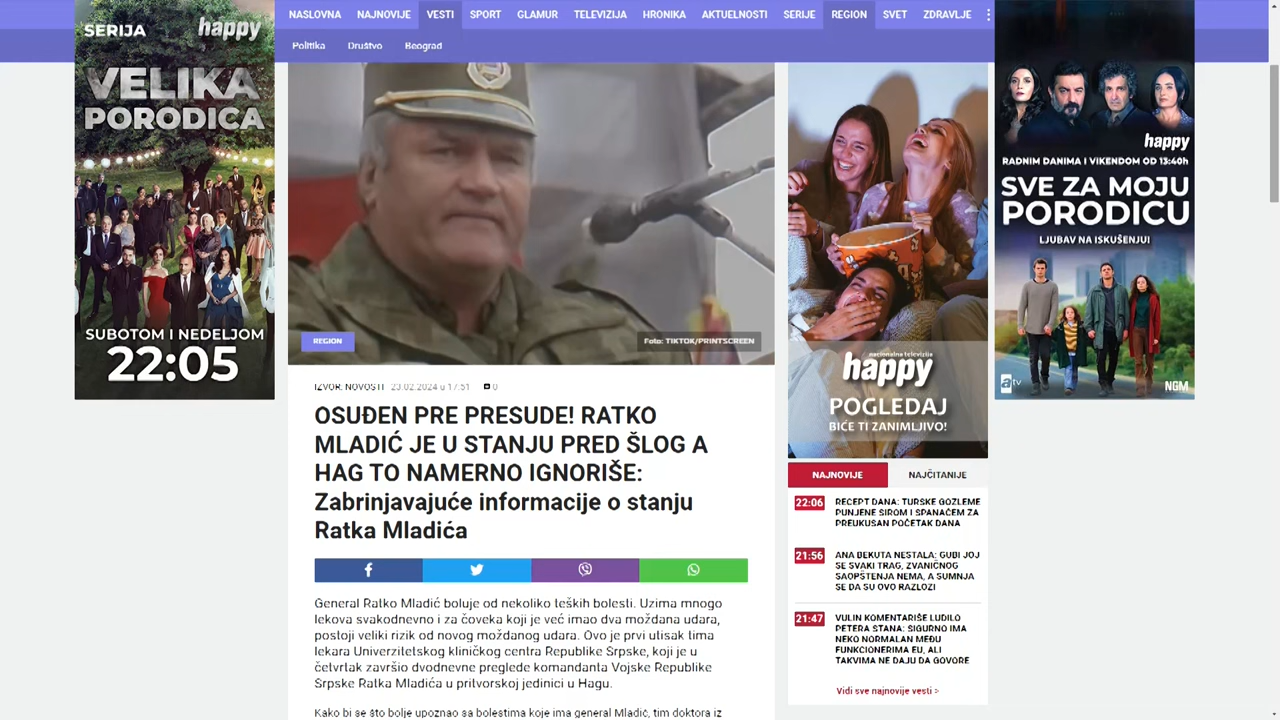 SERIJA
happy
VELIKA
PORODICA
SUBOTOM I NEDELJOM
22:05
NASLOVNA NAJNOVIJE VESTI SPORT GLAMUR TELEVIZIJA HRONIKA AKTUELNOSTI SERIJE REGION SVET ZDRAVLJE
Politika Društvo Beograd
REGION
Foto: TIKTOK/PRINTSCREEN
IZVOR: NOVOSTI 23.02.2024 u 17:51 0
OSUĐEN PRE PRESUDE! RATKO
MLADIĆ JE U STANJU PRED ŠLOG A
HAG TO NAMERNO IGNORIŠE:
Zabrinjavajuće informacije o stanju
Ratka Mladića
General Ratko Mladić boluje od nekoliko teških bolesti. Uzima mnogo
lekova svakodnevno i za čoveka koji je već imao dva moždana udara,
postoji veliki rizik od novog moždanog udara. Ovo je prvi utisak tima
lekara Univerzitetskog kliničkog centra Republike Srpske, koji je u
četvrtak završio dvodnevne preglede komandanta Vojske Republike
Srpske Ratka Mladića u pritvorskoj jedinici u Hagu.
Kako bi se što bolje upoznao sa bolestima koje ima general Mladić, tim doktora iz
nacionalna televizija
happy
POGLEDAJ
BIĆE TI ZANIMLJIVO!
NAJNOVIJE NAJČITANIJE
22:06 RECEPT DANA: TURSKE GOZLEME
PUNJENE SIROM I SPANAĆEM ZA
PREUKUSAN POČETAK DANA
21:56 ANA BEKUTA NESTALA: GUBI JOJ
SE SVAKI TRAG, ZVANIČNOG
SAOPŠTENJA NEMA, A SUMNJA
SE DA SU OVO RAZLOZI
21:47 VULIN KOMENTARIŠE LUDILO
PETERA STANA: SIGURNO IMA
NEKO NORMALAN MEĐU
FUNKCIONERIMA EU, ALI
TAKVIMA NE DAJU DA GOVORE
Vidi sve najnovije vesti >
happy
RADNIM DANIMA I VIKENDOM OD 13:40h
SVE ZA MOJU
PORODICU
LJUBAV NA ISKUŠENJU!
atv
NGM